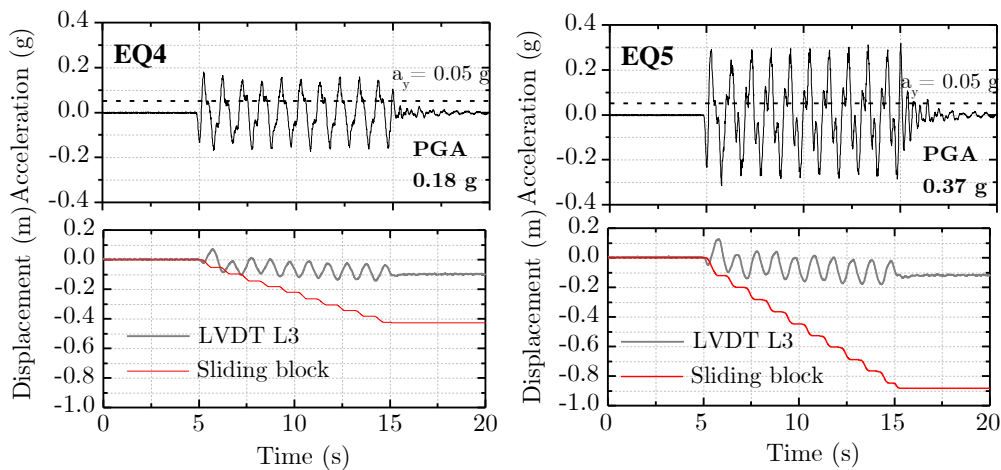 EQ4
a_y = 0.05 g
PGA
0.18 g
Acceleration (g)
0.4
0.2
0.0
-0.2
-0.4
Displacement (m)
0.2
0.0
-0.2
-0.4
-0.6
-0.8
-1.0
LVDT L3
Sliding block
0 5 10 15 20
Time (s)
EQ5
a_y = 0.05 g
PGA
0.37 g
Acceleration (g)
0.4
0.2
0.0
-0.2
-0.4
Displacement (m)
0.2
0.0
-0.2
-0.4
-0.6
-0.8
-1.0
LVDT L3
Sliding block
0 5 10 15 20
Time (s)